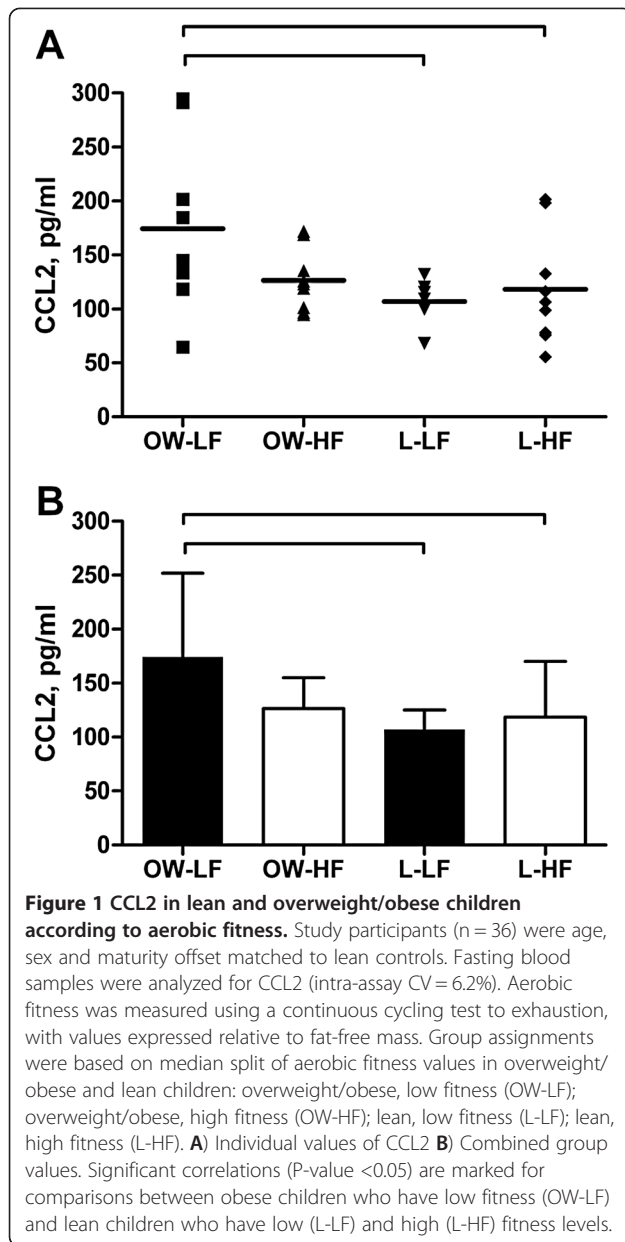 A
300
250
200
150
100
50
0
CCL2, pg/ml
OW-LF OW-HF L-LF L-HF
B
300
250
200
150
100
50
0
CCL2, pg/ml
OW-LF OW-HF L-LF L-HF
Figure 1 CCL2 in lean and overweight/obese children
according to aerobic fitness. Study participants (n = 36) were age,
sex and maturity offset matched to lean controls. Fasting blood
samples were analyzed for CCL2 (intra-assay CV = 6.2%). Aerobic
fitness was measured using a continuous cycling test to exhaustion,
with values expressed relative to fat-free mass. Group assignments
were based on median split of aerobic fitness values in overweight/
obese and lean children: overweight/obese, low fitness (OW-LF);
overweight/obese, high fitness (OW-HF); lean, low fitness (L-LF); lean,
high fitness (L-HF). A) Individual values of CCL2 B) Combined group
values. Significant correlations (P-value <0.05) are marked for
comparisons between obese children who have low fitness (OW-LF)
and lean children who have low (L-LF) and high (L-HF) fitness levels.